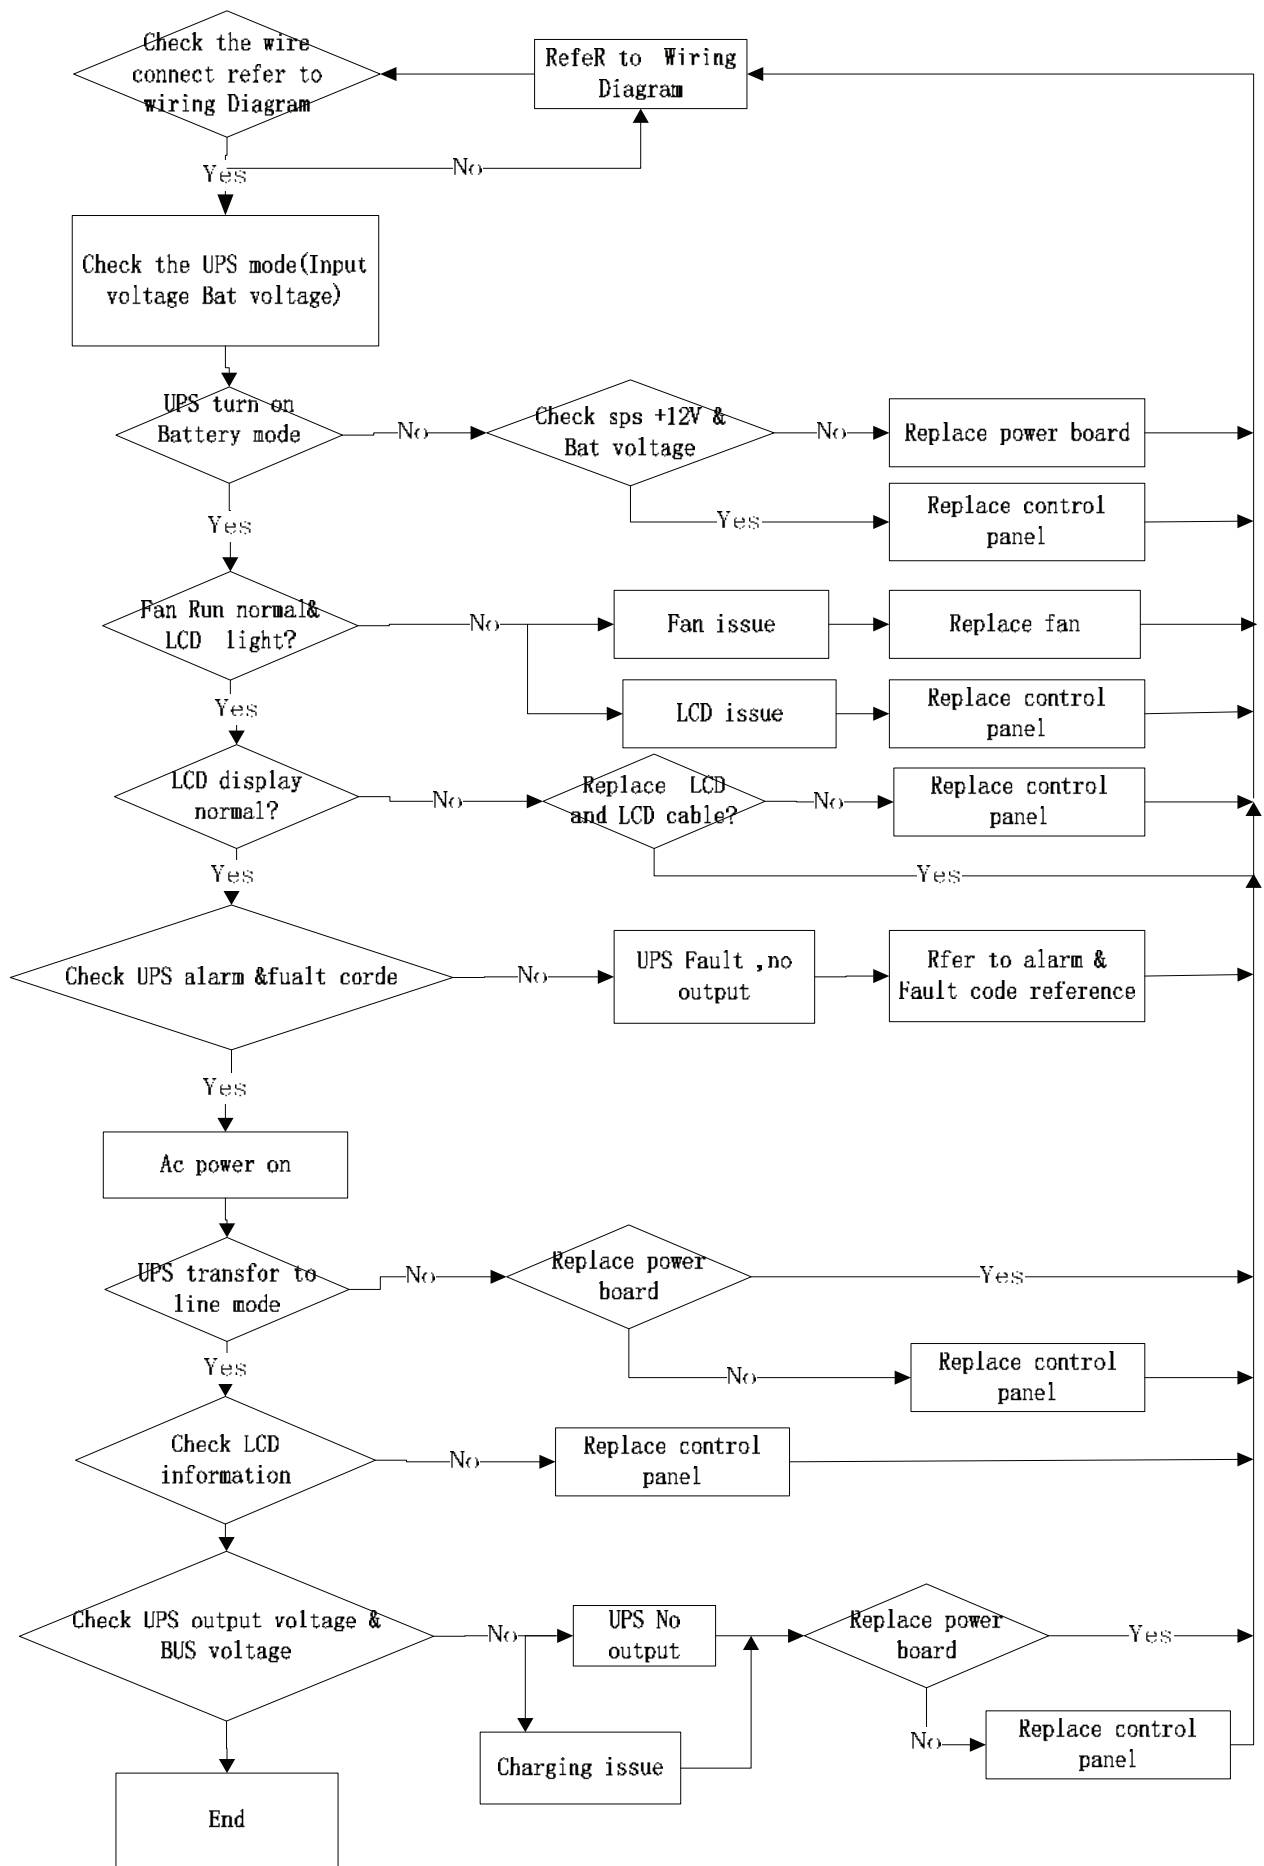 Check the wire
connect refer to
wiring Diagram
RefeR to Wiring
Diagram
No
Yes
Check the UPS mode(Input
voltage Bat voltage)
UPS turn on
Battery mode
No
Check sps +12V &
Bat voltage
No
Replace power board
Yes
Yes
Replace control
panel
Fan Run normal&
LCD light?
No
Fan issue
Replace fan
Yes
LCD issue
Replace control
panel
LCD display
normal?
No
Replace LCD
and LCD cable?
No
Replace control
panel
Yes
Yes
Check UPS alarm &fualt corde
No
UPS Fault ,no
output
Rfer to alarm &
Fault code reference
Yes
Ac power on
UPS transfor to
line mode
No
Replace power
board
Yes
Yes
No
Replace control
panel
Check LCD
information
No
Replace control
panel
Check UPS output voltage &
BUS voltage
No
UPS No
output
Replace power
board
Yes
No
Replace control
panel
Charging issue
End